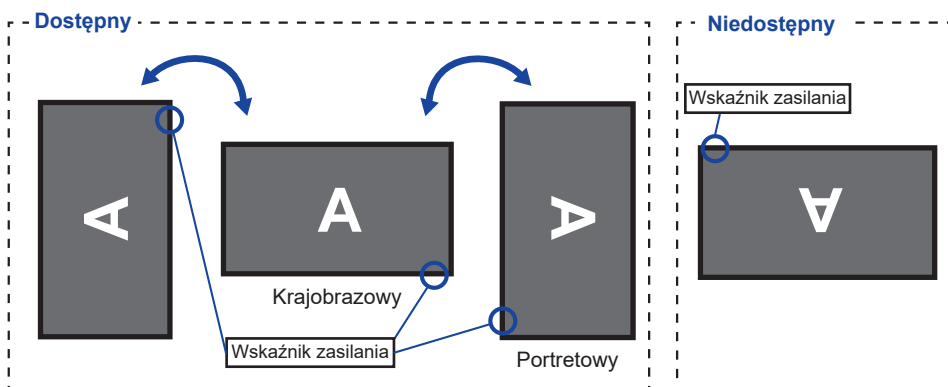 Dostępny
Niedostępny
Wskaźnik zasilania
A
A
A
A
Krajobrazowy
Wskaźnik zasilania
Portretowy